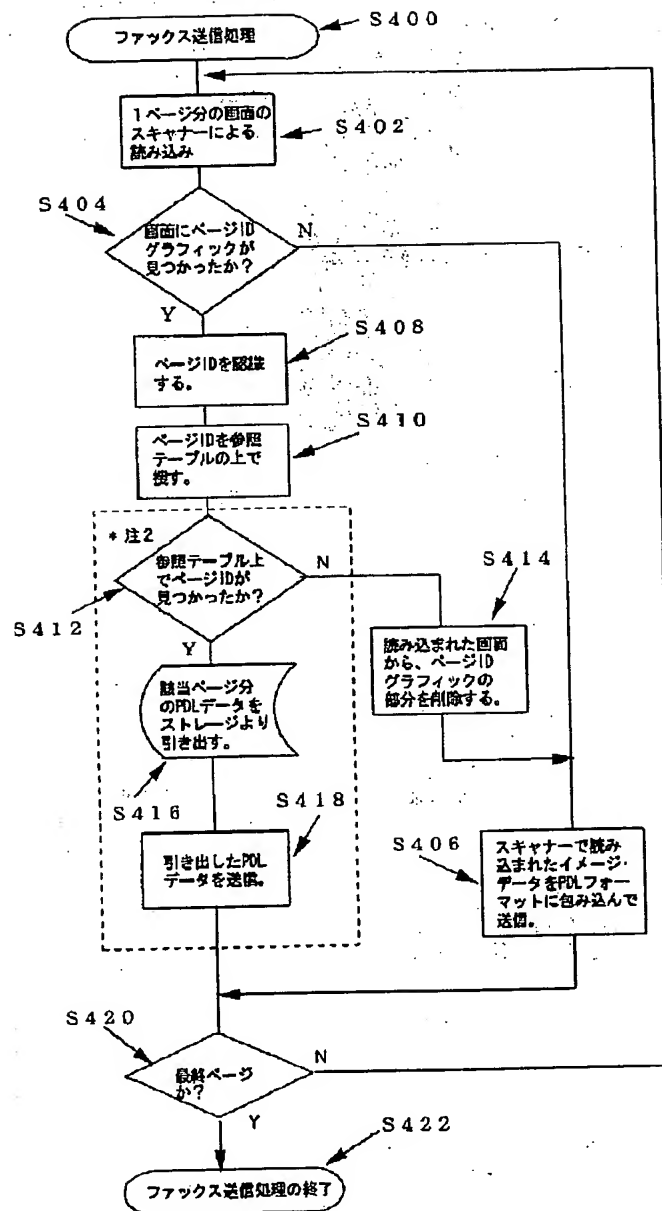 S400
ファックス送信処理
1ページ分の画面の
スキャナーによる
読み込み
S402
S404
画面にページID
グラフィックが
見つかったか?
N
Y
S408
ページIDを認識
する。
S410
ページIDを参照
テーブルの上で
捜す。
*注2
参照テーブル上
でページIDが
見つかったか?
N
S412
Y
S414
読み込まれた画面
から、ページID
グラフィックの
部分を削除する。
該当ページ分
のPDLデータを
ストレージより
引き出す。
S416
S418
引き出したPDL
データを送信。
S406
スキャナーで読み
込まれたイメージ・
データをPDLフォー
マットに包み込んで
送信。
S420
最終ページ
か?
N
Y
S422
ファックス送信処理の終了